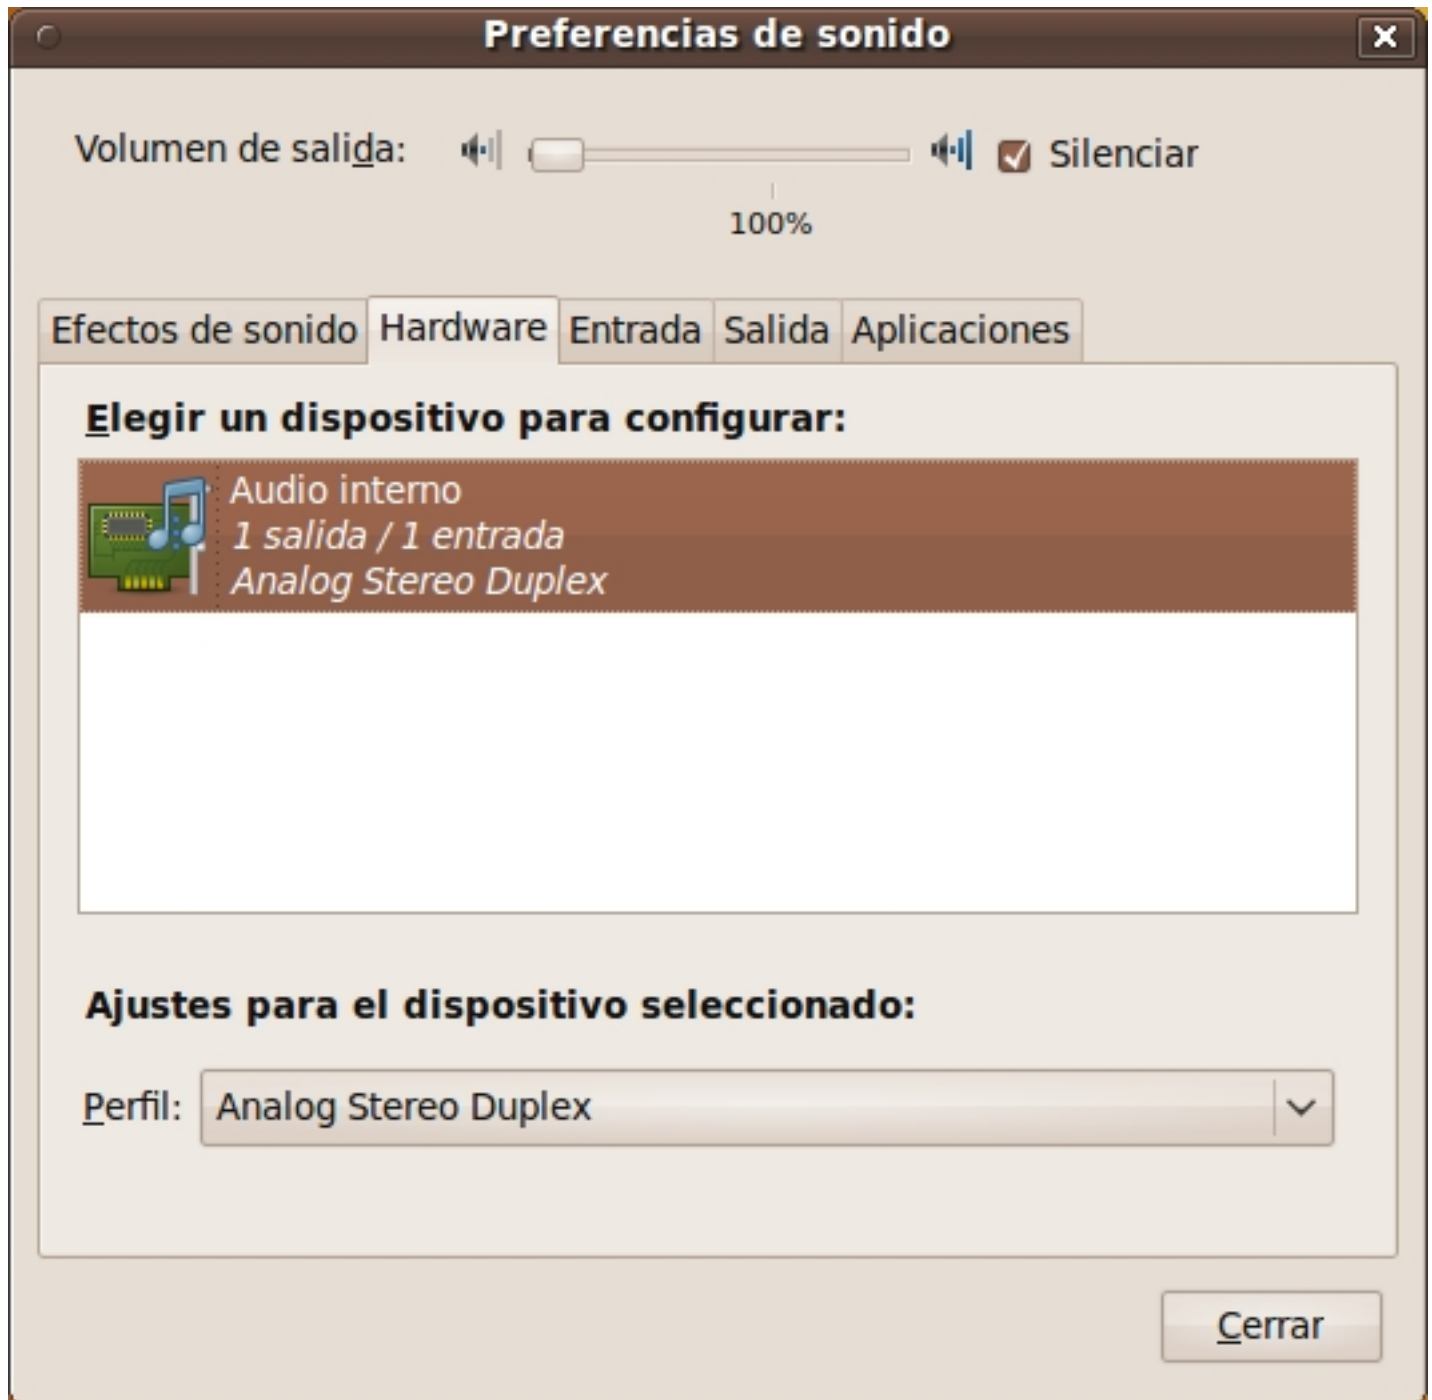 Preferencias de sonido
Volumen de salida:
Silenciar
100%
Efectos de sonido
Hardware
Entrada
Salida
Aplicaciones
Elegir un dispositivo para configurar:
Audio interno
1 salida / 1 entrada
Analog Stereo Duplex
Ajustes para el dispositivo seleccionado:
Perfil:
Analog Stereo Duplex
Cerrar